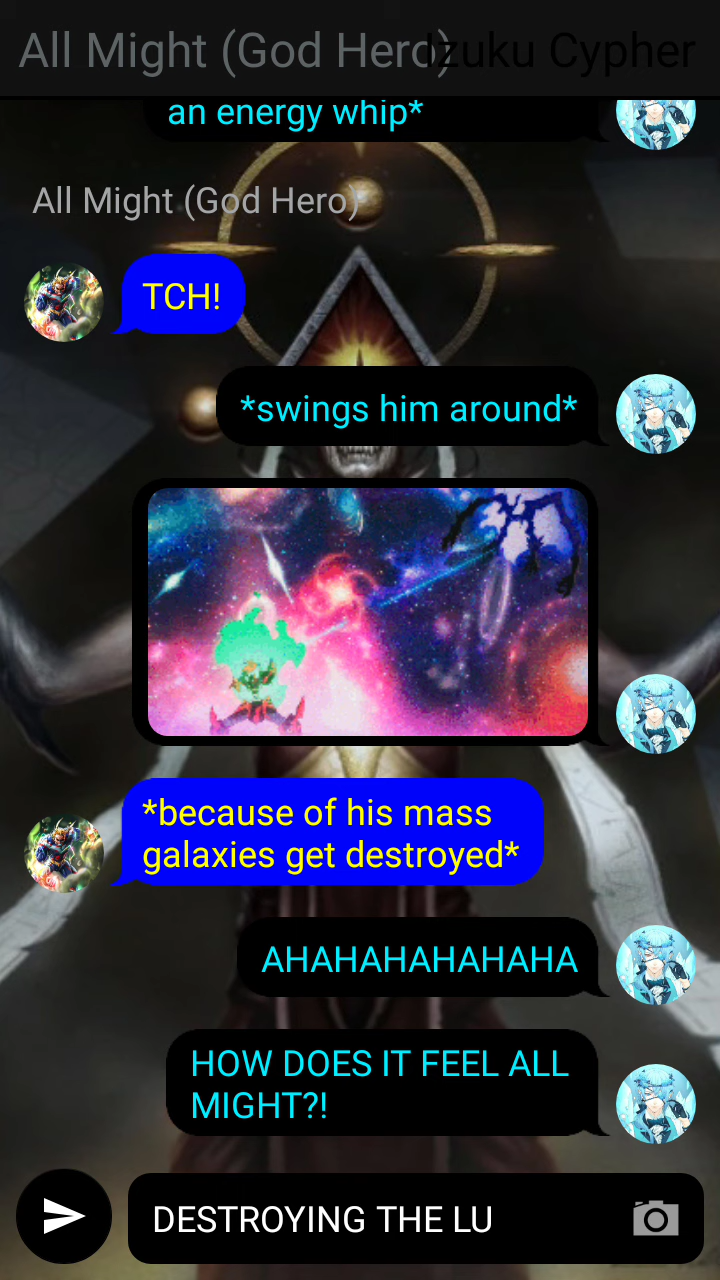 All Might (God Hero)
Izuku Cypher
an energy whip*
All Might (God Hero)
TCH!
*swings him around*
*because of his mass
galaxies get destroyed*
AHAHAHAHAHAHA
HOW DOES IT FEEL ALL
MIGHT?!
DESTROYING THE LU